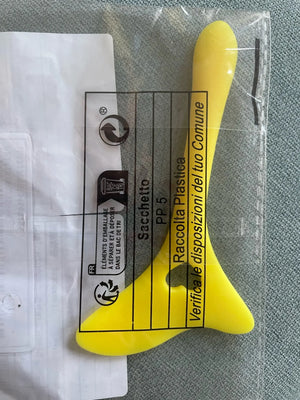 ®
FR
ÉLÉMENTS D'EMBALLAGE
À SÉPARER ET À DÉPOSER
DANS LE BAC DE TRI
Sacchetto
PP 5
Raccolta Plastica
Verifica le disposizioni del tuo Comune